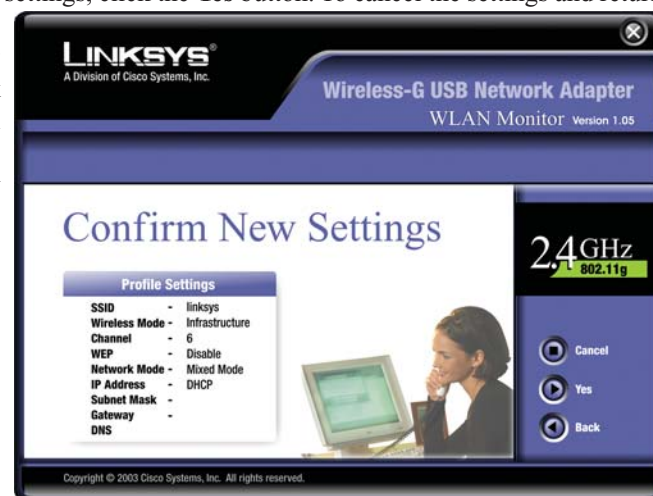 settings, click the Yes button. To cancel the settings and return
LINKSYS®
A Division of Cisco Systems, Inc.
Wireless-G USB Network Adapter
WLAN Monitor Version 1.05
Confirm New Settings
2.4GHz
802.11g
Profile Settings
SSID - linksys
Wireless Mode - Infrastructure
Channel - 6
WEP - Disable
Network Mode - Mixed Mode
IP Address - DHCP
Subnet Mask -
Gateway -
DNS
Cancel
Yes
Back
Copyright © 2003 Cisco Systems, Inc. All rights reserved.